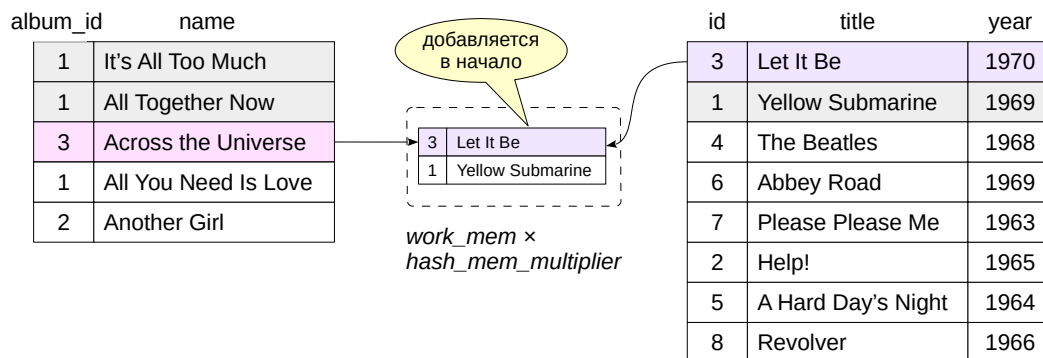 album_id name
1 It's All Too Much
1 All Together Now
3 Across the Universe
1 All You Need Is Love
2 Another Girl
добавляется
в начало
3 Let It Be
1 Yellow Submarine
work_mem ×
hash_mem_multiplier
id title year
3 Let It Be 1970
1 Yellow Submarine 1969
4 The Beatles 1968
6 Abbey Road 1969
7 Please Please Me 1963
2 Help! 1965
5 A Hard Day's Night 1964
8 Revolver 1966